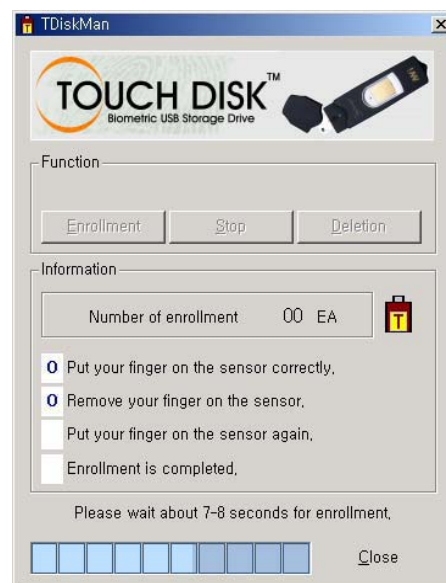 TDiskMan
TOUCH DISK™
Biometric USB Storage Drive
Function
Enrollment Stop Deletion
Information
Number of enrollment 00 EA
T
O Put your finger on the sensor correctly,
O Remove your finger on the sensor,
Put your finger on the sensor again,
Enrollment is completed,
Please wait about 7-8 seconds for enrollment,
Close